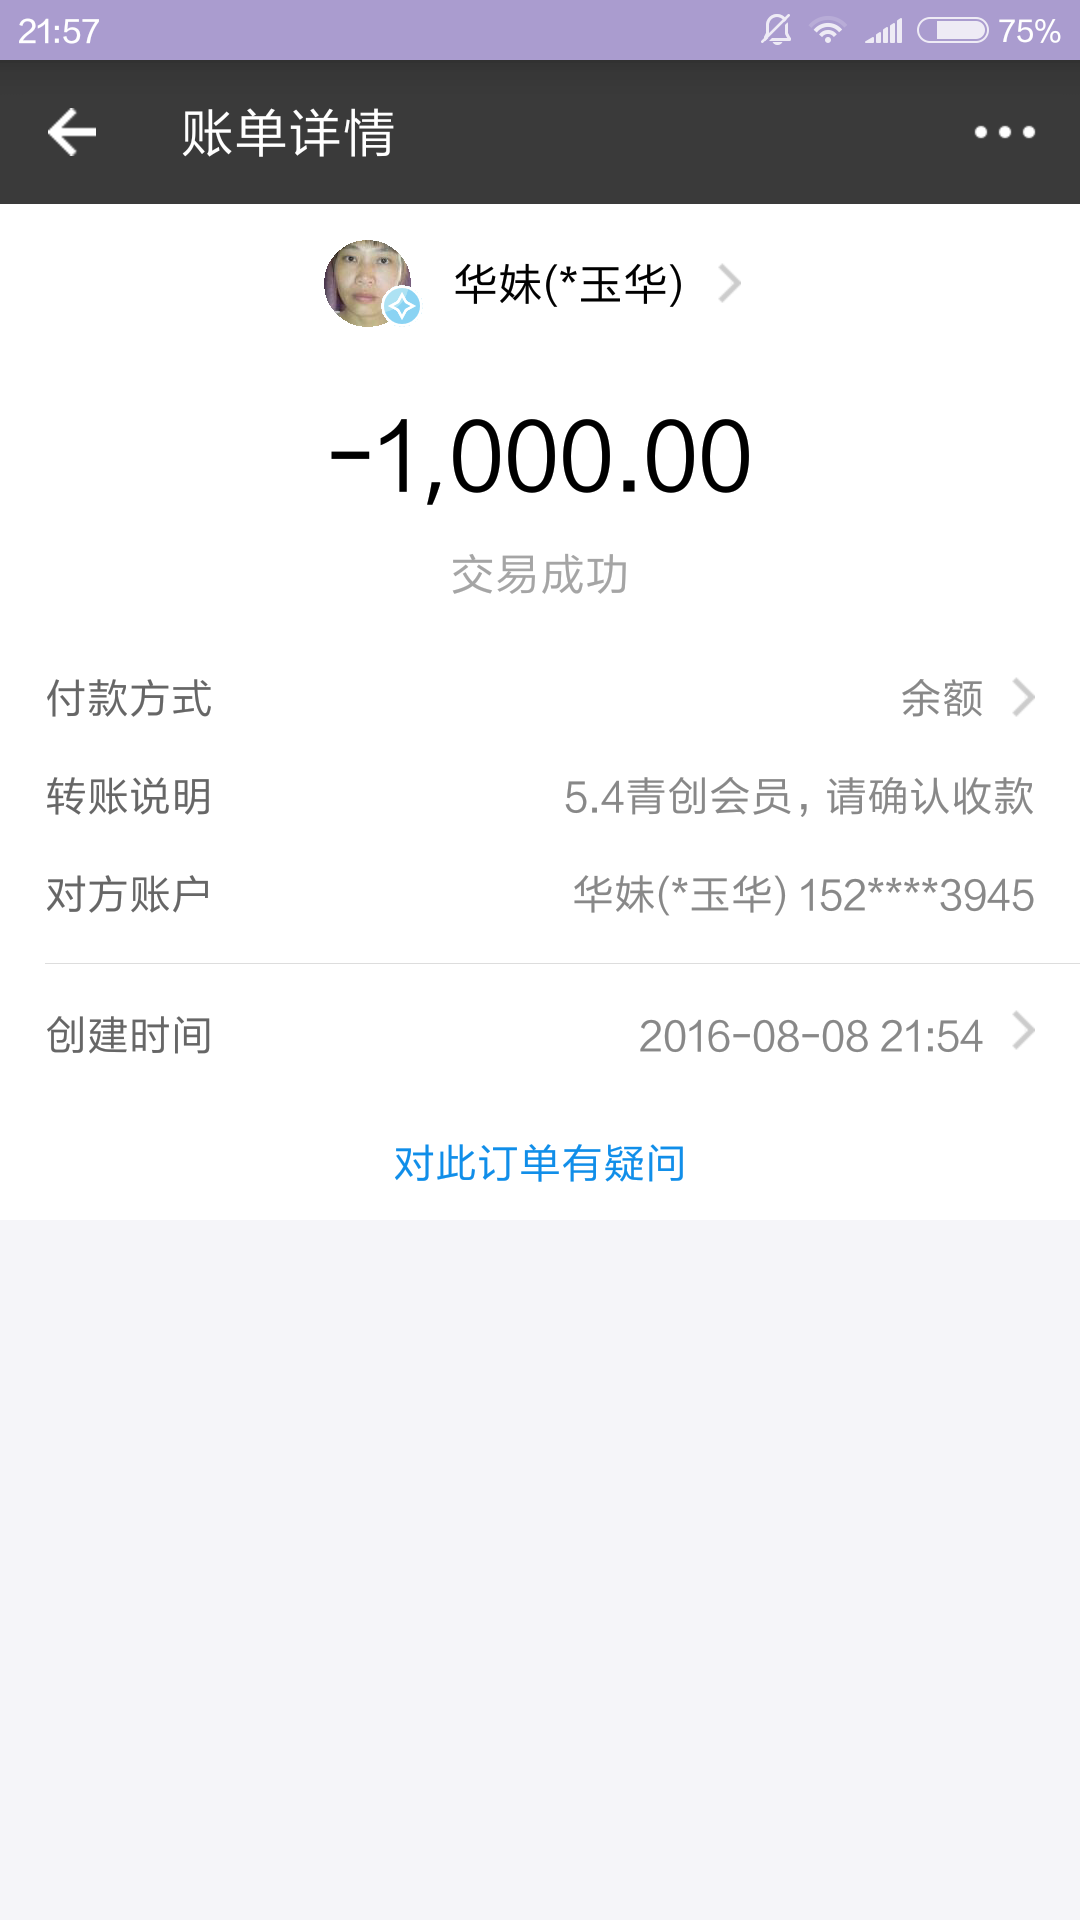 21:57 75%
账单详情
华妹(*玉华)
-1,000.00
交易成功
付款方式 余额
转账说明 5.4青创会员，请确认收款
对方账户 华妹(*玉华) 152****3945
创建时间 2016-08-08 21:54
对此订单有疑问